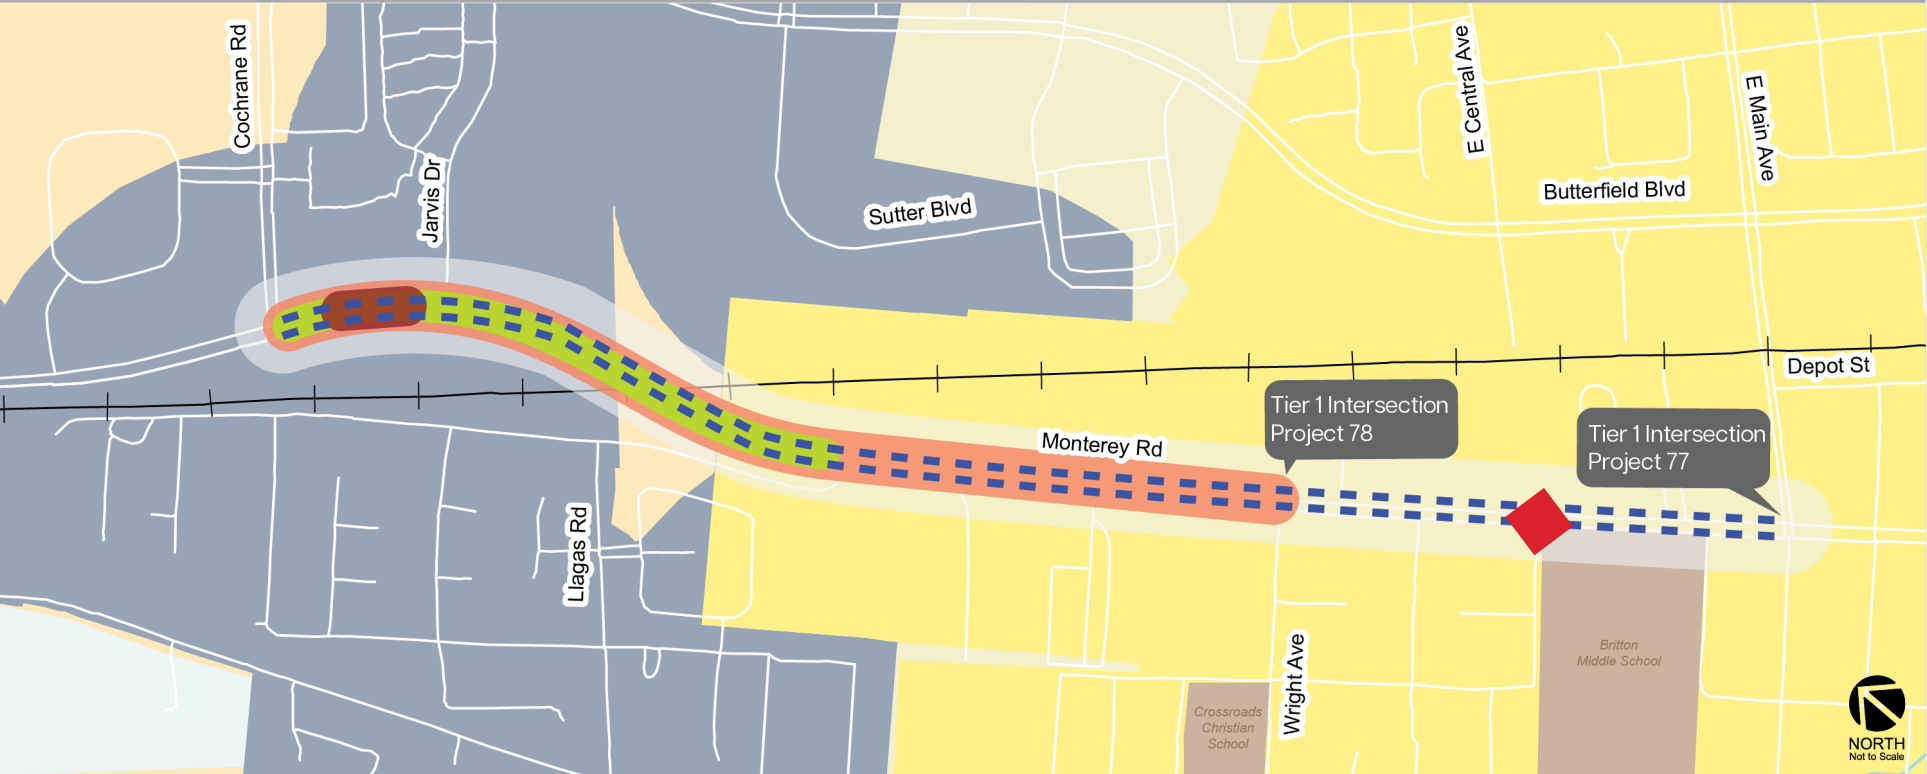 Cochrane Rd
Jarvis Dr
Sutter Blvd
E Central Ave
E Main Ave
Butterfield Blvd
Depot St
Tier 1 Intersection
Project 78
Tier 1 Intersection
Project 77
Monterey Rd
Llagas Rd
Wright Ave
Britton
Middle School
Crossroads
Christian
School
NORTH
Not to Scale